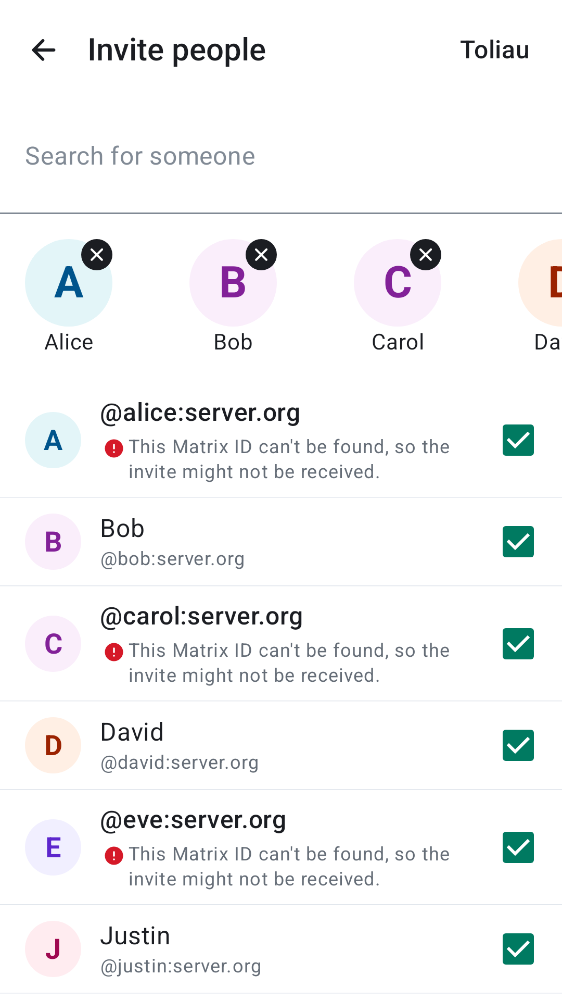 Invite people
Toliau
Search for someone
A
B
C
D
Alice
Bob
Carol
Da
A
@alice:server.org
This Matrix ID can't be found, so the
invite might not be received.
B
Bob
@bob:server.org
C
@carol:server.org
This Matrix ID can't be found, so the
invite might not be received.
D
David
@david:server.org
E
@eve:server.org
This Matrix ID can't be found, so the
invite might not be received.
J
Justin
@justin:server.org